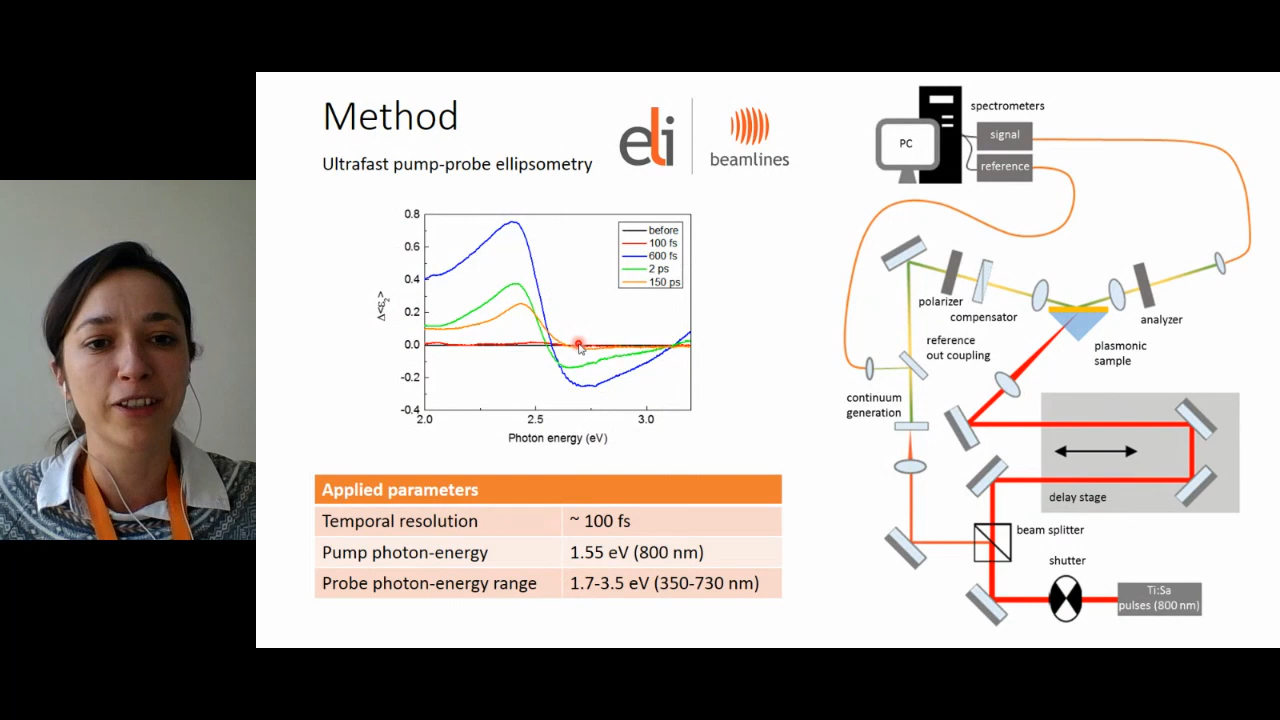 Method
eli
beamlines
Ultrafast pump-probe ellipsometry
0.8
0.6
0.4
0.2
0.0
-0.2
-0.4
Δ<ε₂>
before
100 fs
600 fs
2 ps
150 ps
2.0 2.5 3.0
Photon energy (eV)
Applied parameters
Temporal resolution ~ 100 fs
Pump photon-energy 1.55 eV (800 nm)
Probe photon-energy range 1.7-3.5 eV (350-730 nm)
PC
spectrometers
signal
reference
polarizer
compensator
analyzer
reference
out coupling
plasmonic
sample
continuum
generation
delay stage
beam splitter
shutter
Ti:Sa
pulses (800 nm)